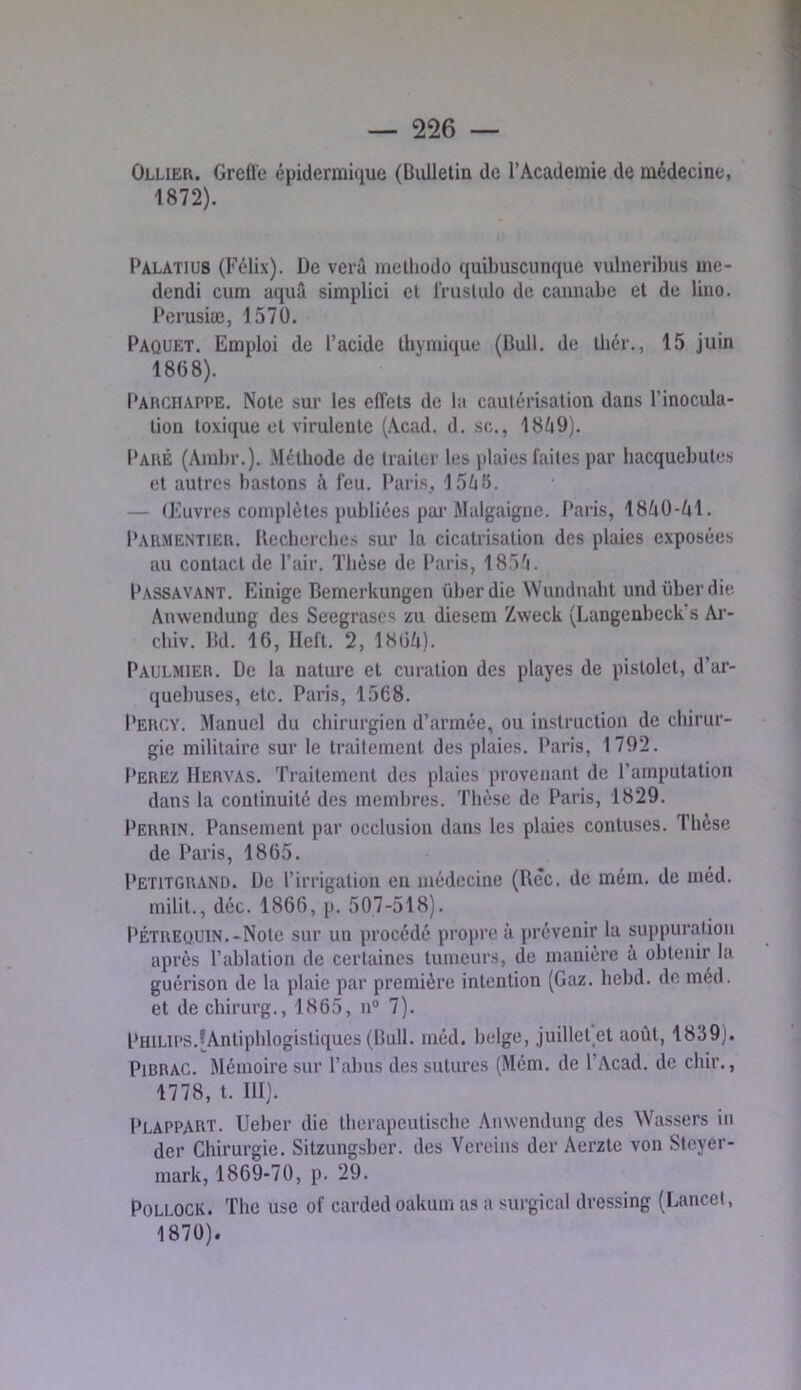 — 226 —
Ollier. Greffe épidermique (Bulletin de l'Academie de médecine,
1872).
Palatius (Félix). De verâ methodo quibuscunque vulneribus me-
dendi cum aquâ simplici et frustulo de cannabe et de lino.
Perusiæ, 1570.
Paquet. Emploi de l'acide thymique (Bull. de thér., 15 juin
1868).
Parchappe. Note sur les effets de la cautérisation dans l'inocula-
tion toxique et virulente (Acad. d. sc., 1849).
Paré (Ambr.). Méthode de traiter les plaies faites par hacquebutes
et autres bastons à feu. Paris, 1545.
— Œuvres complètes publiées par Malgaigne. Paris, 1840-41.
Parmentier. Recherches sur la cicatrisation des plaies exposées
au contact de l'air. Thèse de Paris, 1854.
Passavant. Einige Bemerkungen über die Wundnaht und über die
Anwendung des Seegrases zu diesem Zweck (Langenbeck's Ar-
chiv. Bd. 16, Heft. 2, 1864).
Paulmier. De la nature et curation des playes de pistolet, d'ar-
quebuses, etc. Paris, 1568.
Percy. Manuel du chirurgien d'armée, ou instruction de chirur-
gie militaire sur le traitement des plaies. Paris, 1792.
Perez Hervas. Traitement des plaies provenant de l'amputation
dans la continuité des membres. Thèse de Paris, 1829.
Perrin. Pansement par occlusion dans les plaies contuses. Thèse
de Paris, 1865.
Petitgrand. De l'irrigation en médecine (Réc. de mém. de méd.
milit., déc. 1866, p. 507-518).
Pétrequin.-Note sur un procédé propre à prévenir la suppuration
après l'ablation de certaines tumeurs, de manière à obtenir la
guérison de la plaie par première intention (Gaz. hebd. de méd.
et de chirurg., 1865, n° 7).
Philips. Antiphlogistiques (Bull. méd. belge, juillet et août, 1839).
Pibrac. Mémoire sur l'abus des sutures (Mém. de l'Acad. de chir.,
1778, t. III).
Plappart. Ueber die therapeutische Anwendung des Wassers in
der Chirurgie. Sitzungsber. des Vereins der Aerzte von Steyer-
mark, 1869-70, p. 29.
Pollock. The use of carded oakum as a surgical dressing (Lancet,
1870).